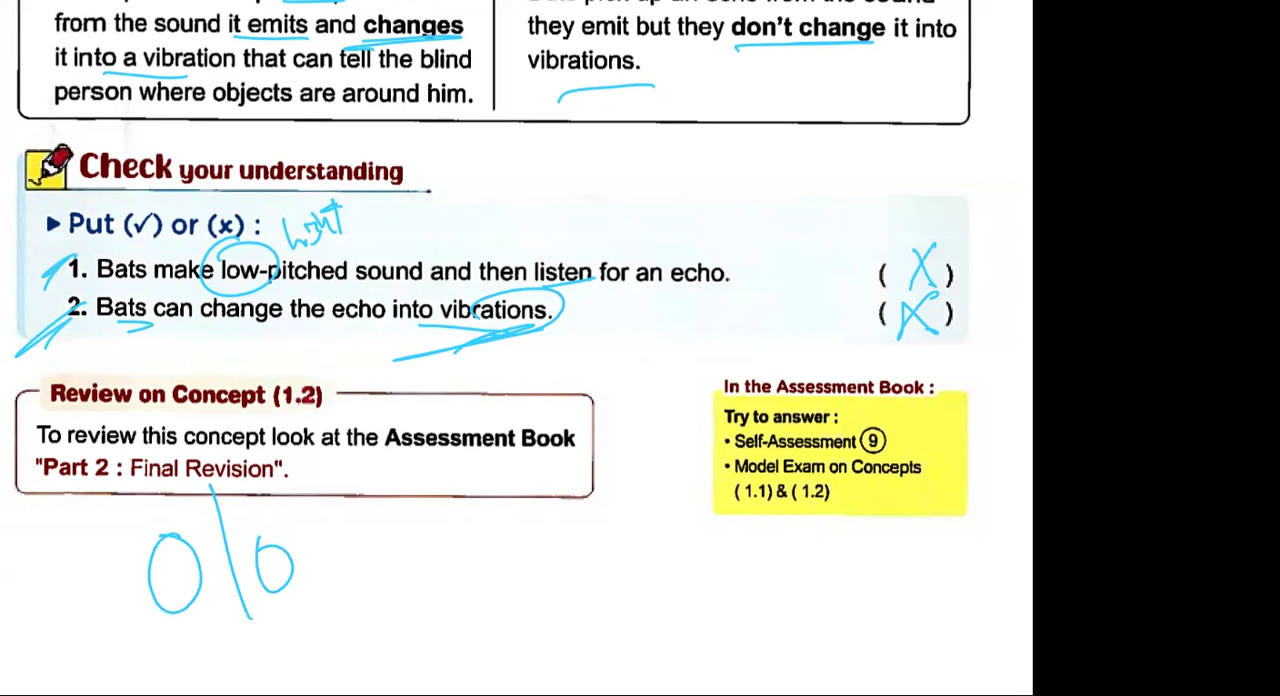 from the sound it emits and changes
it into a vibration that can tell the blind
person where objects are around him.
they emit but they don't change it into
vibrations.
Check your understanding
▶ Put (✓) or (x) :
1. Bats make low-pitched sound and then listen for an echo. ( X )
2. Bats can change the echo into vibrations. ( X )
Review on Concept (1.2)
To review this concept look at the Assessment Book
"Part 2 : Final Revision".
In the Assessment Book :
Try to answer :
• Self-Assessment 9
• Model Exam on Concepts
(1.1) & (1.2)